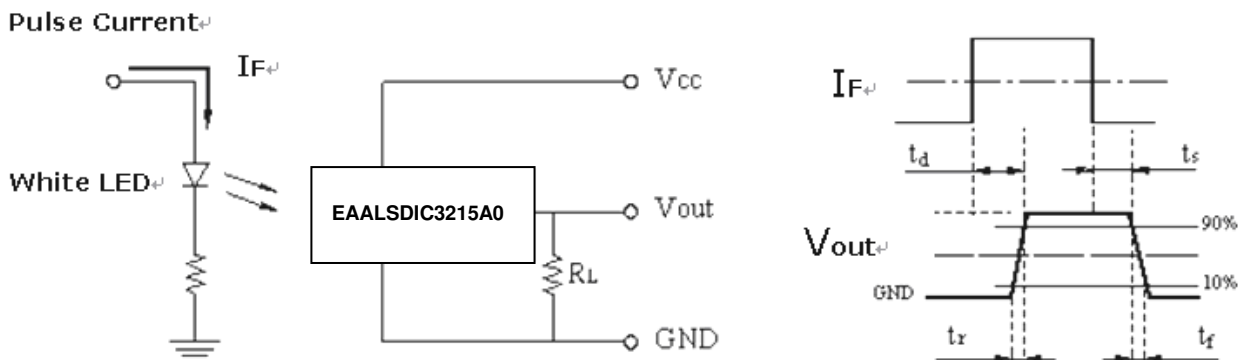 Pulse Current↵
IF↵
White LED↵
EAALSDIC3215A0
Vcc
Vout
RL
GND
IF↵
td
ts
Vout↵
90%
10%
GND
tr
tf